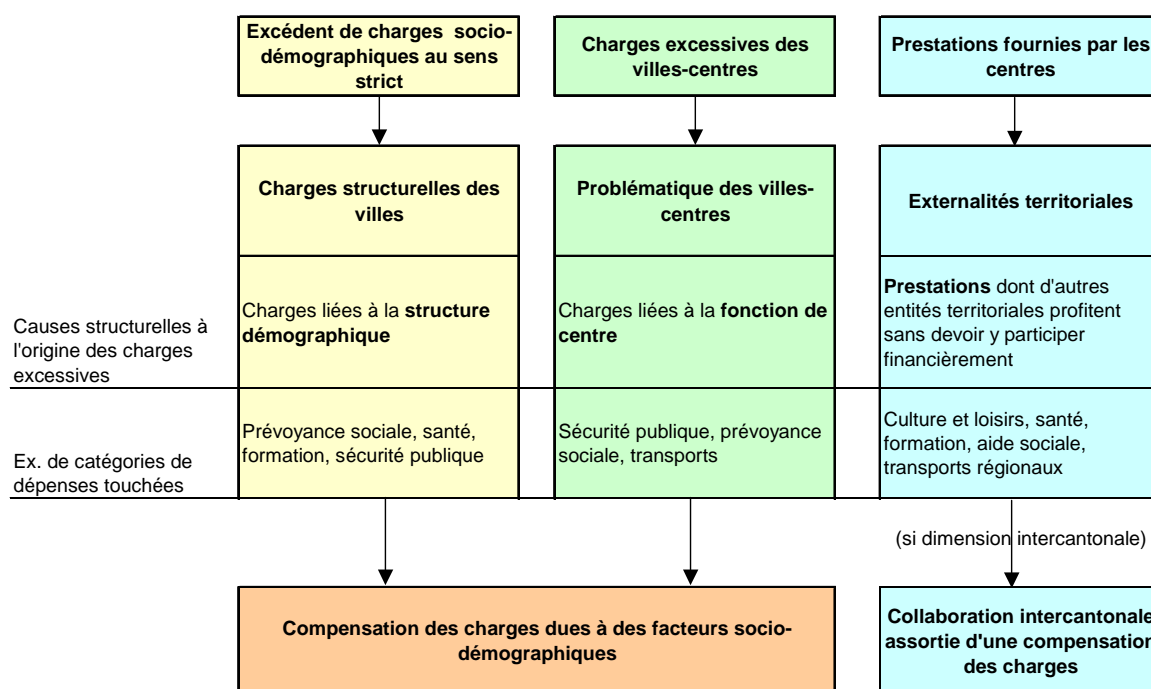 Excédent de charges socio-
démographiques au sens
strict
Charges excessives des
villes-centres
Prestations fournies par les
centres
Charges structurelles des
villes
Problématique des villes-
centres
Externalités territoriales
Causes structurelles à
l'origine des charges
excessives
Charges liées à la structure
démographique
Charges liées à la fonction de
centre
Prestations dont d'autres
entités territoriales profitent
sans devoir y participer
financièrement
Ex. de catégories de
dépenses touchées
Prévoyance sociale, santé,
formation, sécurité publique
Sécurité publique, prévoyance
sociale, transports
Culture et loisirs, santé,
formation, aide sociale,
transports régionaux
(si dimension intercantonale)
Compensation des charges dues à des facteurs socio-
démographiques
Collaboration intercantonale
assortie d'une compensation
des charges